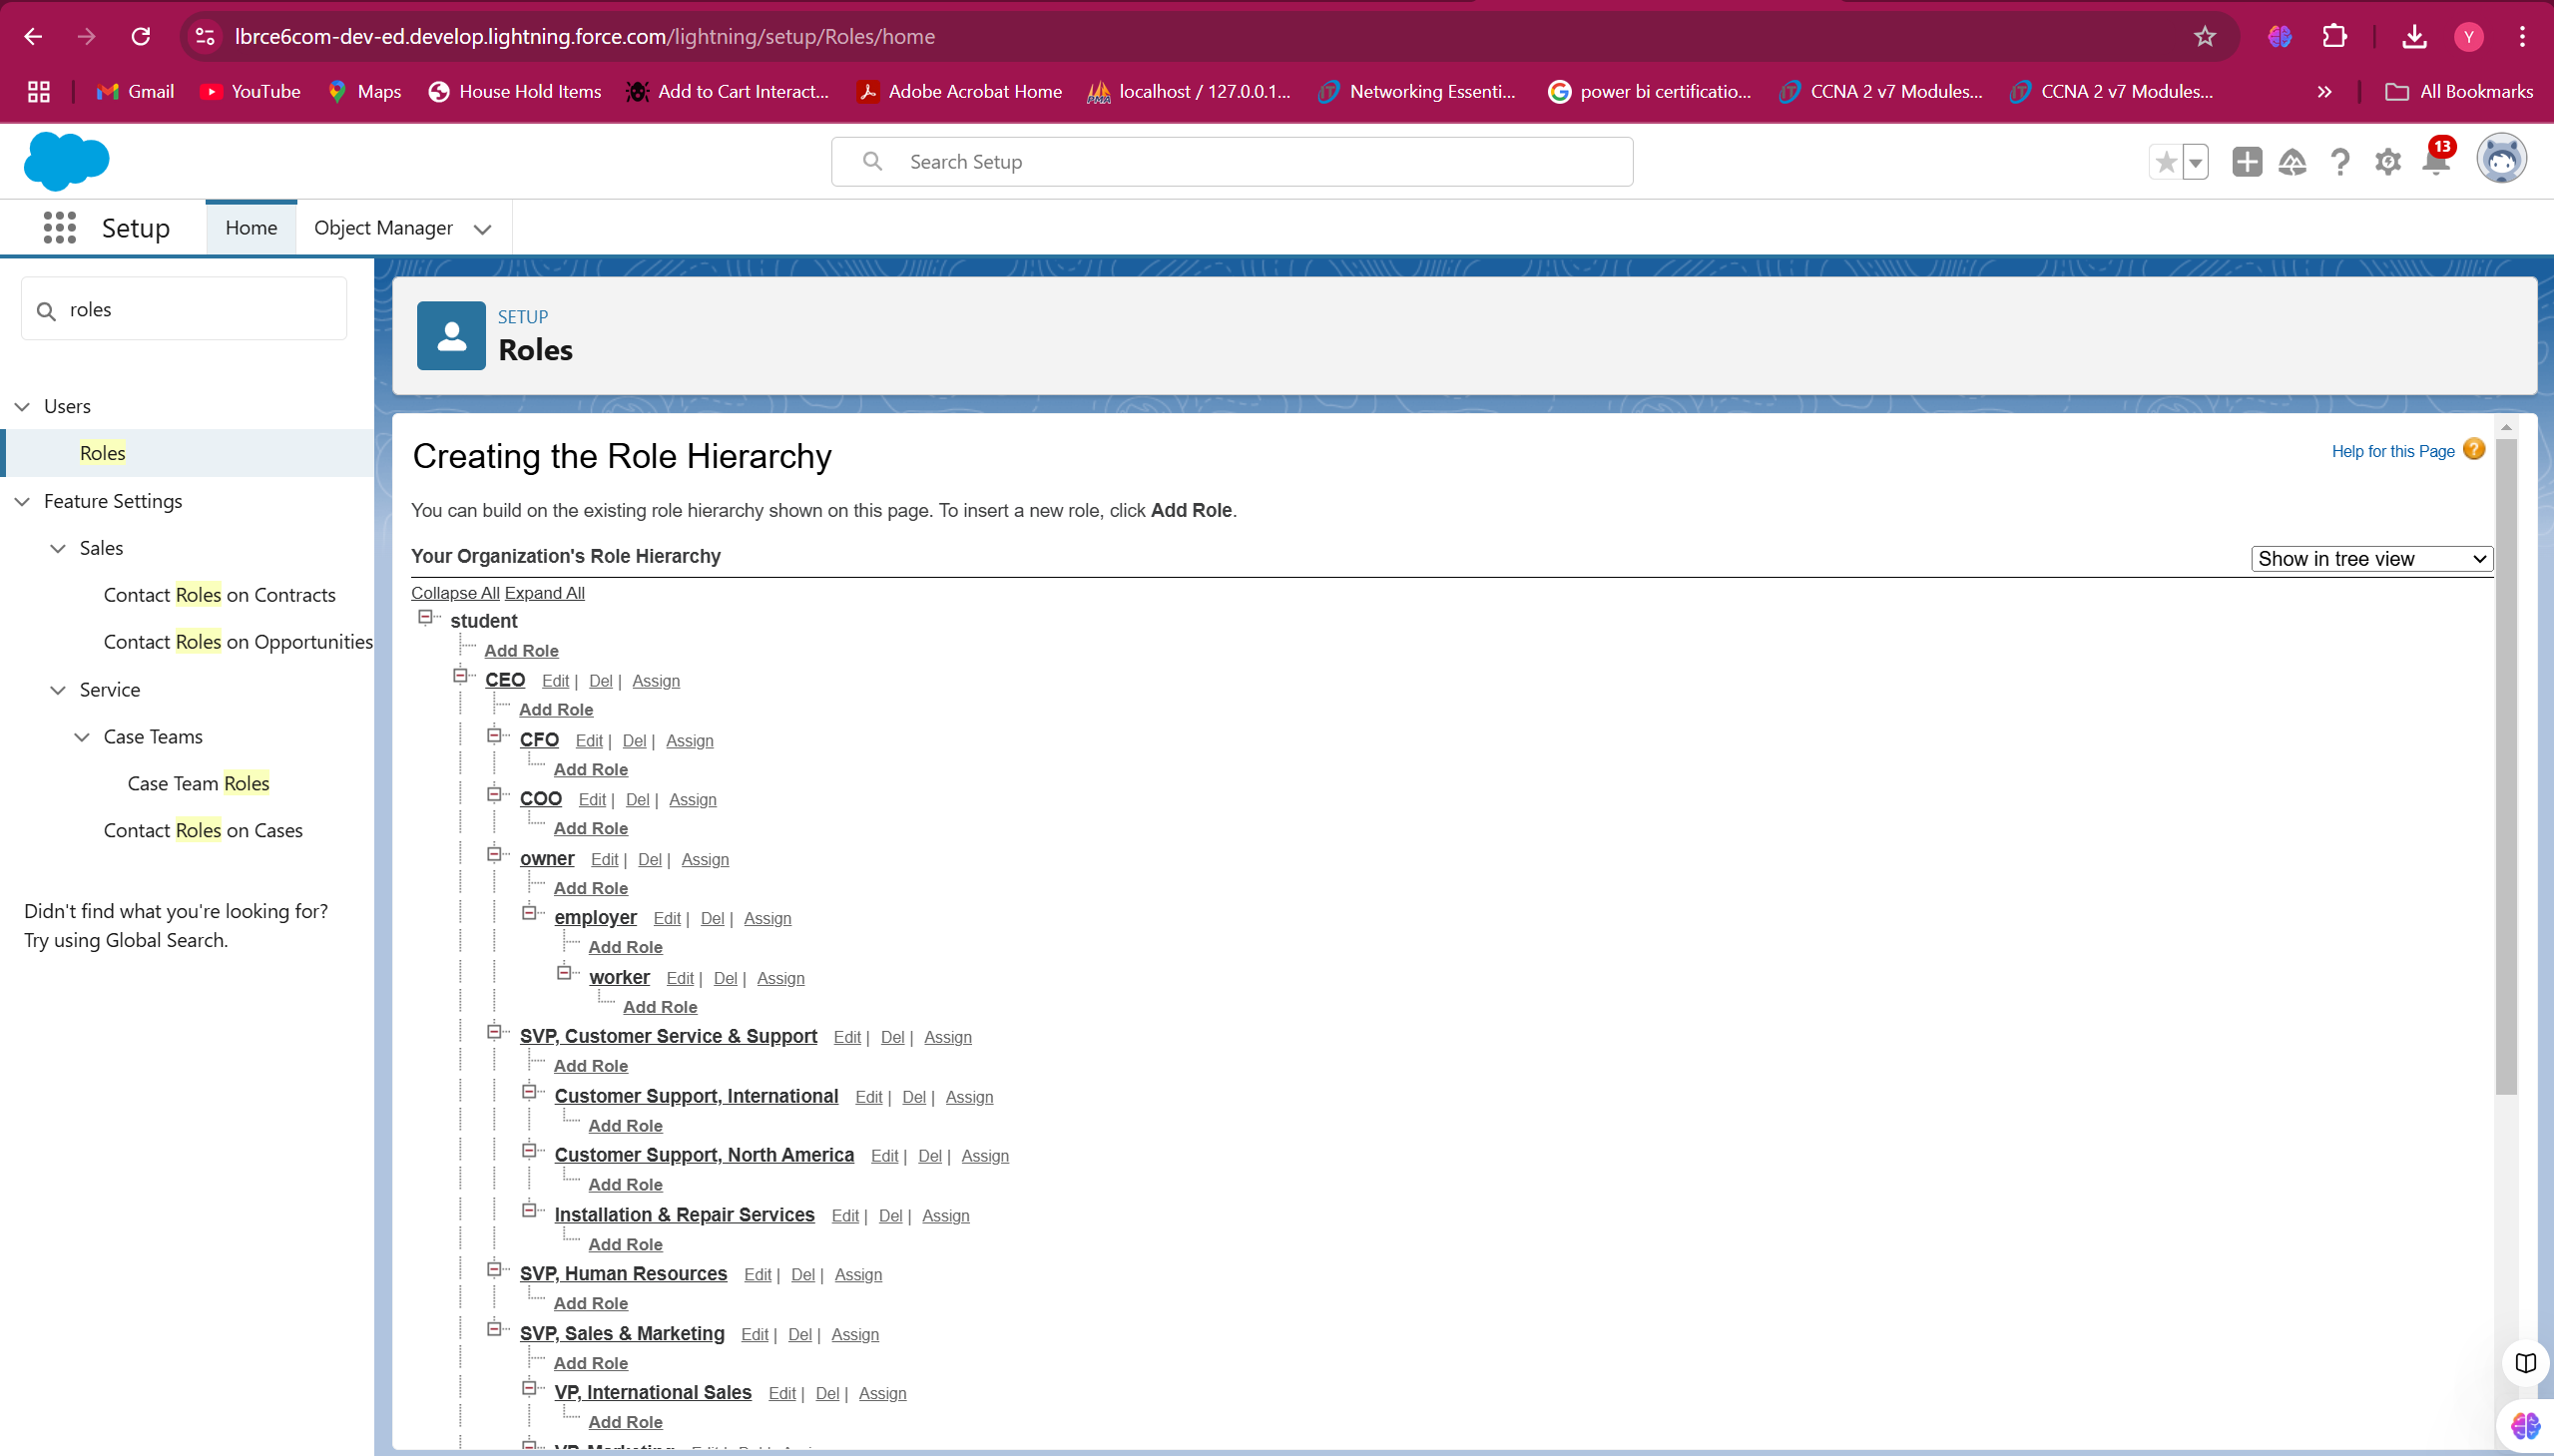 lbrce6com-dev-ed.develop.lightning.force.com/lightning/setup/Roles/home
Y
Gmail YouTube Maps House Hold Items Add to Cart Interact... Adobe Acrobat Home localhost / 127.0.0.1... Networking Essenti... power bi certificatio... CCNA 2 v7 Modules... CCNA 2 v7 Modules... All Bookmarks
Search Setup
13
Setup Home Object Manager
roles
Users
Roles
Feature Settings
Sales
Contact Roles on Contracts
Contact Roles on Opportunities
Service
Case Teams
Case Team Roles
Contact Roles on Cases
Didn't find what you're looking for?
Try using Global Search.
SETUP
Roles
Creating the Role Hierarchy
Help for this Page
You can build on the existing role hierarchy shown on this page. To insert a new role, click Add Role.
Your Organization's Role Hierarchy
Show in tree view
Collapse All Expand All
student
Add Role
CEO Edit | Del | Assign
Add Role
CFO Edit | Del | Assign
Add Role
COO Edit | Del | Assign
Add Role
owner Edit | Del | Assign
Add Role
employer Edit | Del | Assign
Add Role
worker Edit | Del | Assign
Add Role
SVP, Customer Service & Support Edit | Del | Assign
Add Role
Customer Support, International Edit | Del | Assign
Add Role
Customer Support, North America Edit | Del | Assign
Add Role
Installation & Repair Services Edit | Del | Assign
Add Role
SVP, Human Resources Edit | Del | Assign
Add Role
SVP, Sales & Marketing Edit | Del | Assign
Add Role
VP, International Sales Edit | Del | Assign
Add Role